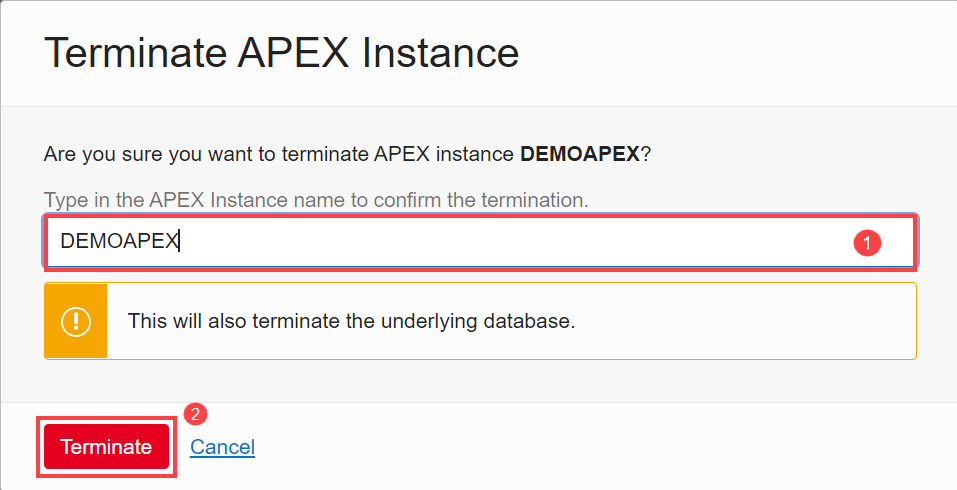 Terminate APEX Instance
Are you sure you want to terminate APEX instance DEMOAPEX?
Type in the APEX Instance name to confirm the termination.
DEMOAPEX
1
This will also terminate the underlying database.
2
Terminate Cancel